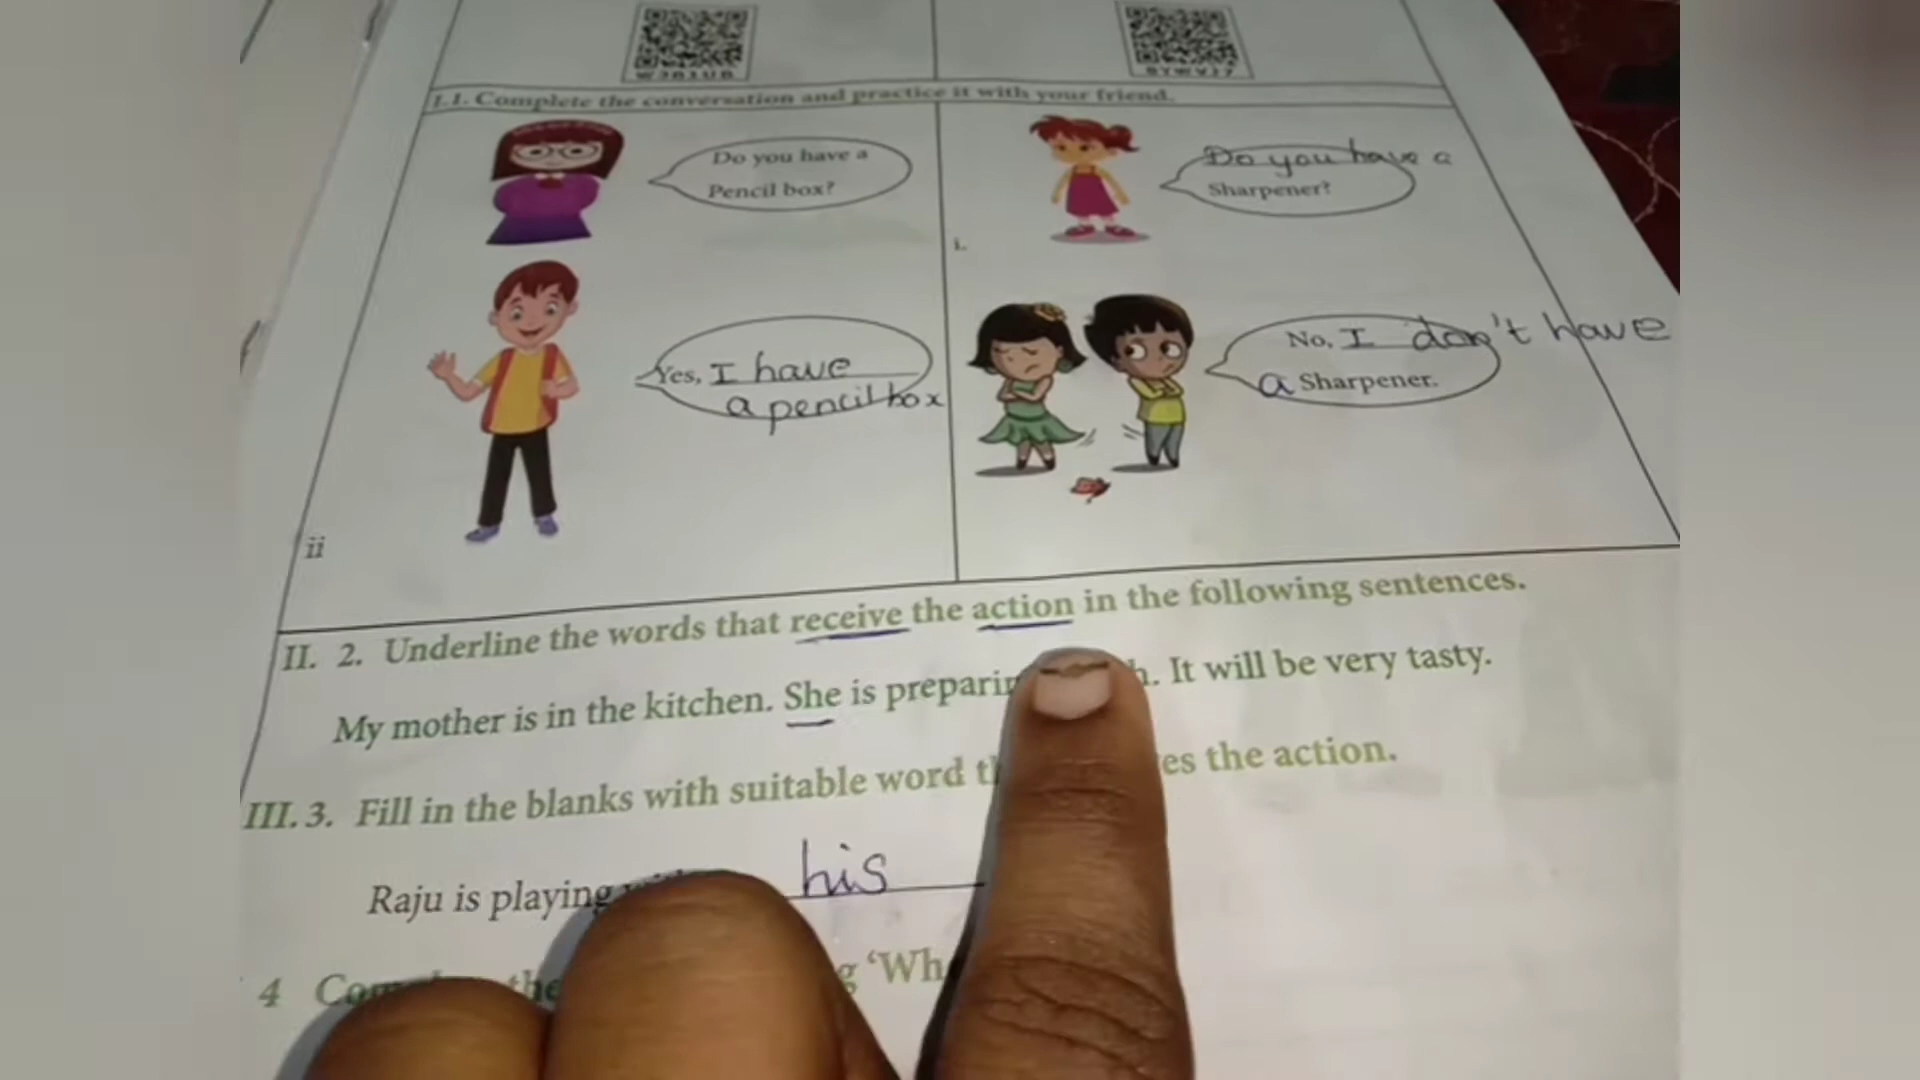 I.1. Complete the conversation and practice it with your friend.
Do you have a
Pencil box?
Do you have a
Sharpener?
i.
Yes, I have
a pencil box
No, I don't have
a Sharpener.
ii
II. 2. Underline the words that receive the action in the following sentences.
My mother is in the kitchen. She is It will be very tasty.
III. 3. Fill in the blanks with suitable word the action.
Raju is playing his
4 the